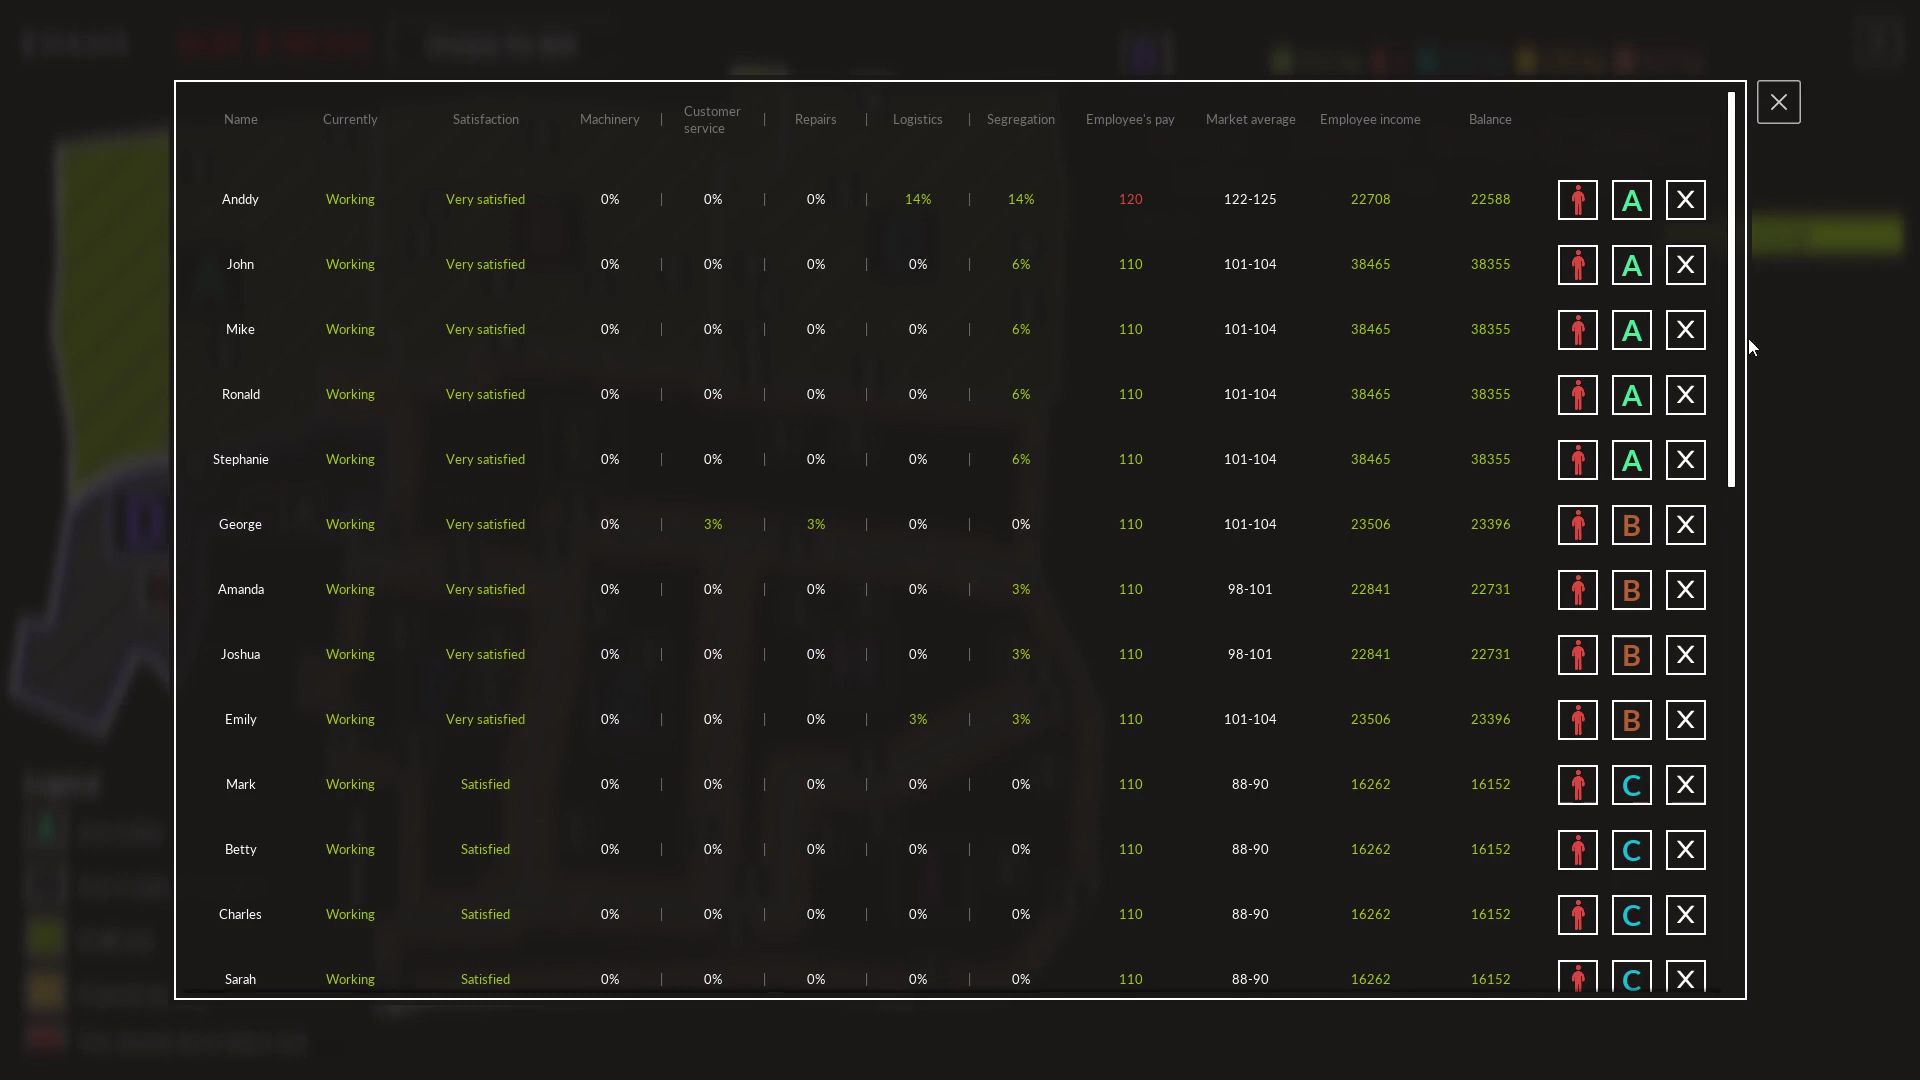 Name Currently Satisfaction Machinery | Customer service | Repairs | Logistics | Segregation Employee's pay Market average Employee income Balance
Anddy Working Very satisfied 0% | 0% | 0% | 14% | 14% 120 122-125 22708 22588 A X
John Working Very satisfied 0% | 0% | 0% | 0% | 6% 110 101-104 38465 38355 A X
Mike Working Very satisfied 0% | 0% | 0% | 0% | 6% 110 101-104 38465 38355 A X
Ronald Working Very satisfied 0% | 0% | 0% | 0% | 6% 110 101-104 38465 38355 A X
Stephanie Working Very satisfied 0% | 0% | 0% | 0% | 6% 110 101-104 38465 38355 A X
George Working Very satisfied 0% | 3% | 3% | 0% | 0% 110 101-104 23506 23396 B X
Amanda Working Very satisfied 0% | 0% | 0% | 0% | 3% 110 98-101 22841 22731 B X
Joshua Working Very satisfied 0% | 0% | 0% | 0% | 3% 110 98-101 22841 22731 B X
Emily Working Very satisfied 0% | 0% | 0% | 3% | 3% 110 101-104 23506 23396 B X
Mark Working Satisfied 0% | 0% | 0% | 0% | 0% 110 88-90 16262 16152 C X
Betty Working Satisfied 0% | 0% | 0% | 0% | 0% 110 88-90 16262 16152 C X
Charles Working Satisfied 0% | 0% | 0% | 0% | 0% 110 88-90 16262 16152 C X
Sarah Working Satisfied 0% | 0% | 0% | 0% | 0% 110 88-90 16262 16152 C X